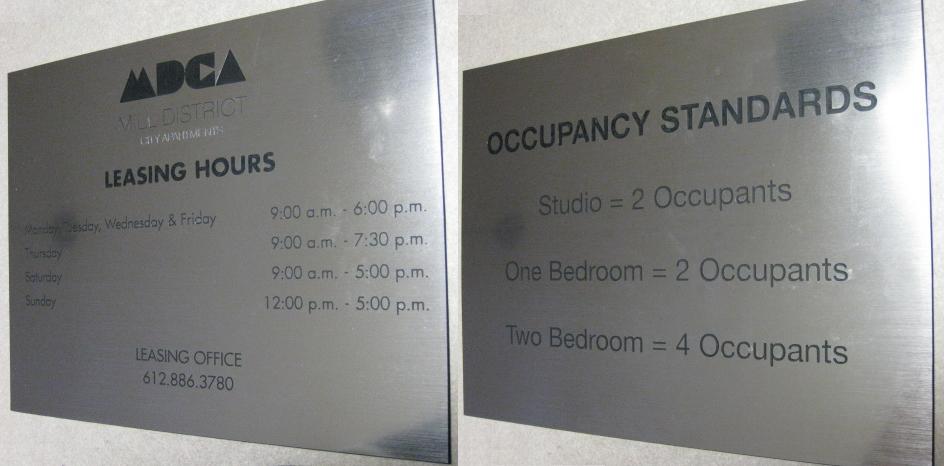 MDCA
MILL DISTRICT
CITY APARTMENTS
LEASING HOURS
Monday, Tuesday, Wednesday & Friday 9:00 a.m. - 6:00 p.m.
Thursday 9:00 a.m. - 7:30 p.m.
Saturday 9:00 a.m. - 5:00 p.m.
Sunday 12:00 p.m. - 5:00 p.m.
LEASING OFFICE
612.886.3780
OCCUPANCY STANDARDS
Studio = 2 Occupants
One Bedroom = 2 Occupants
Two Bedroom = 4 Occupants